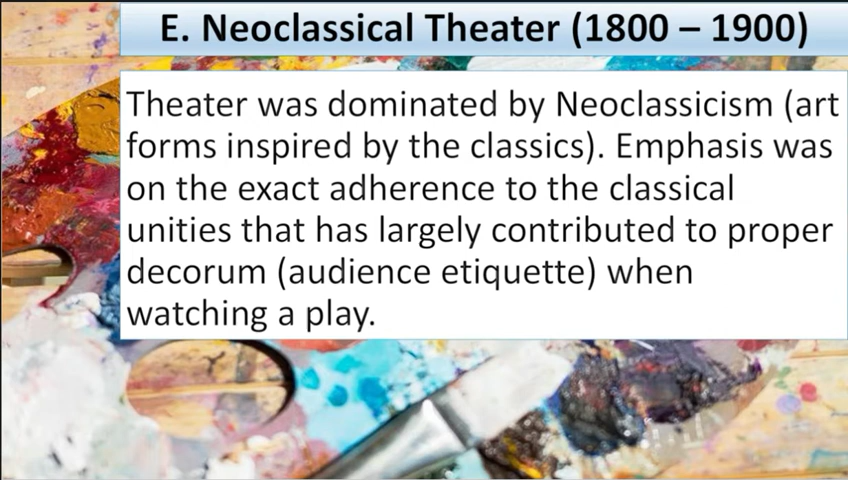 E. Neoclassical Theater (1800 – 1900)
Theater was dominated by Neoclassicism (art
forms inspired by the classics). Emphasis was
on the exact adherence to the classical
unities that has largely contributed to proper
decorum (audience etiquette) when
watching a play.